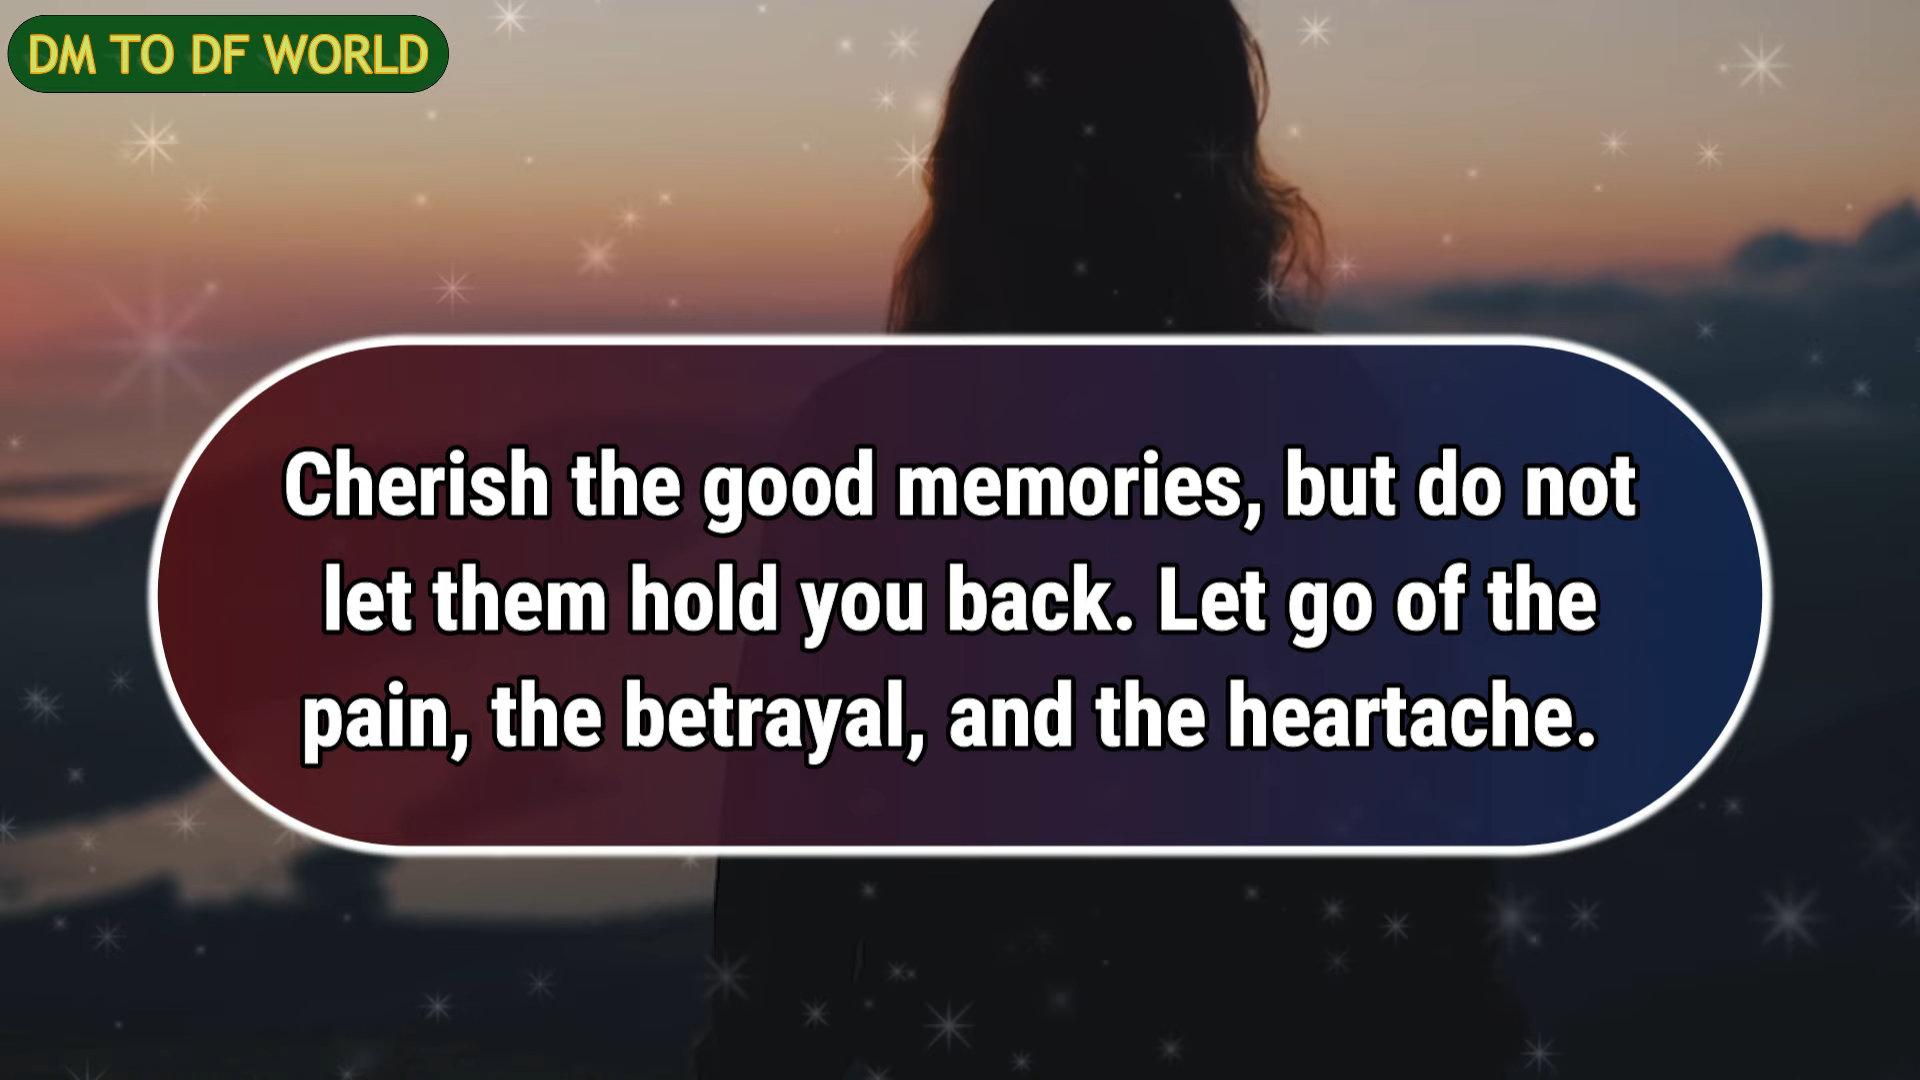 DM TO DF WORLD
Cherish the good memories, but do not
let them hold you back. Let go of the
pain, the betrayal, and the heartache.